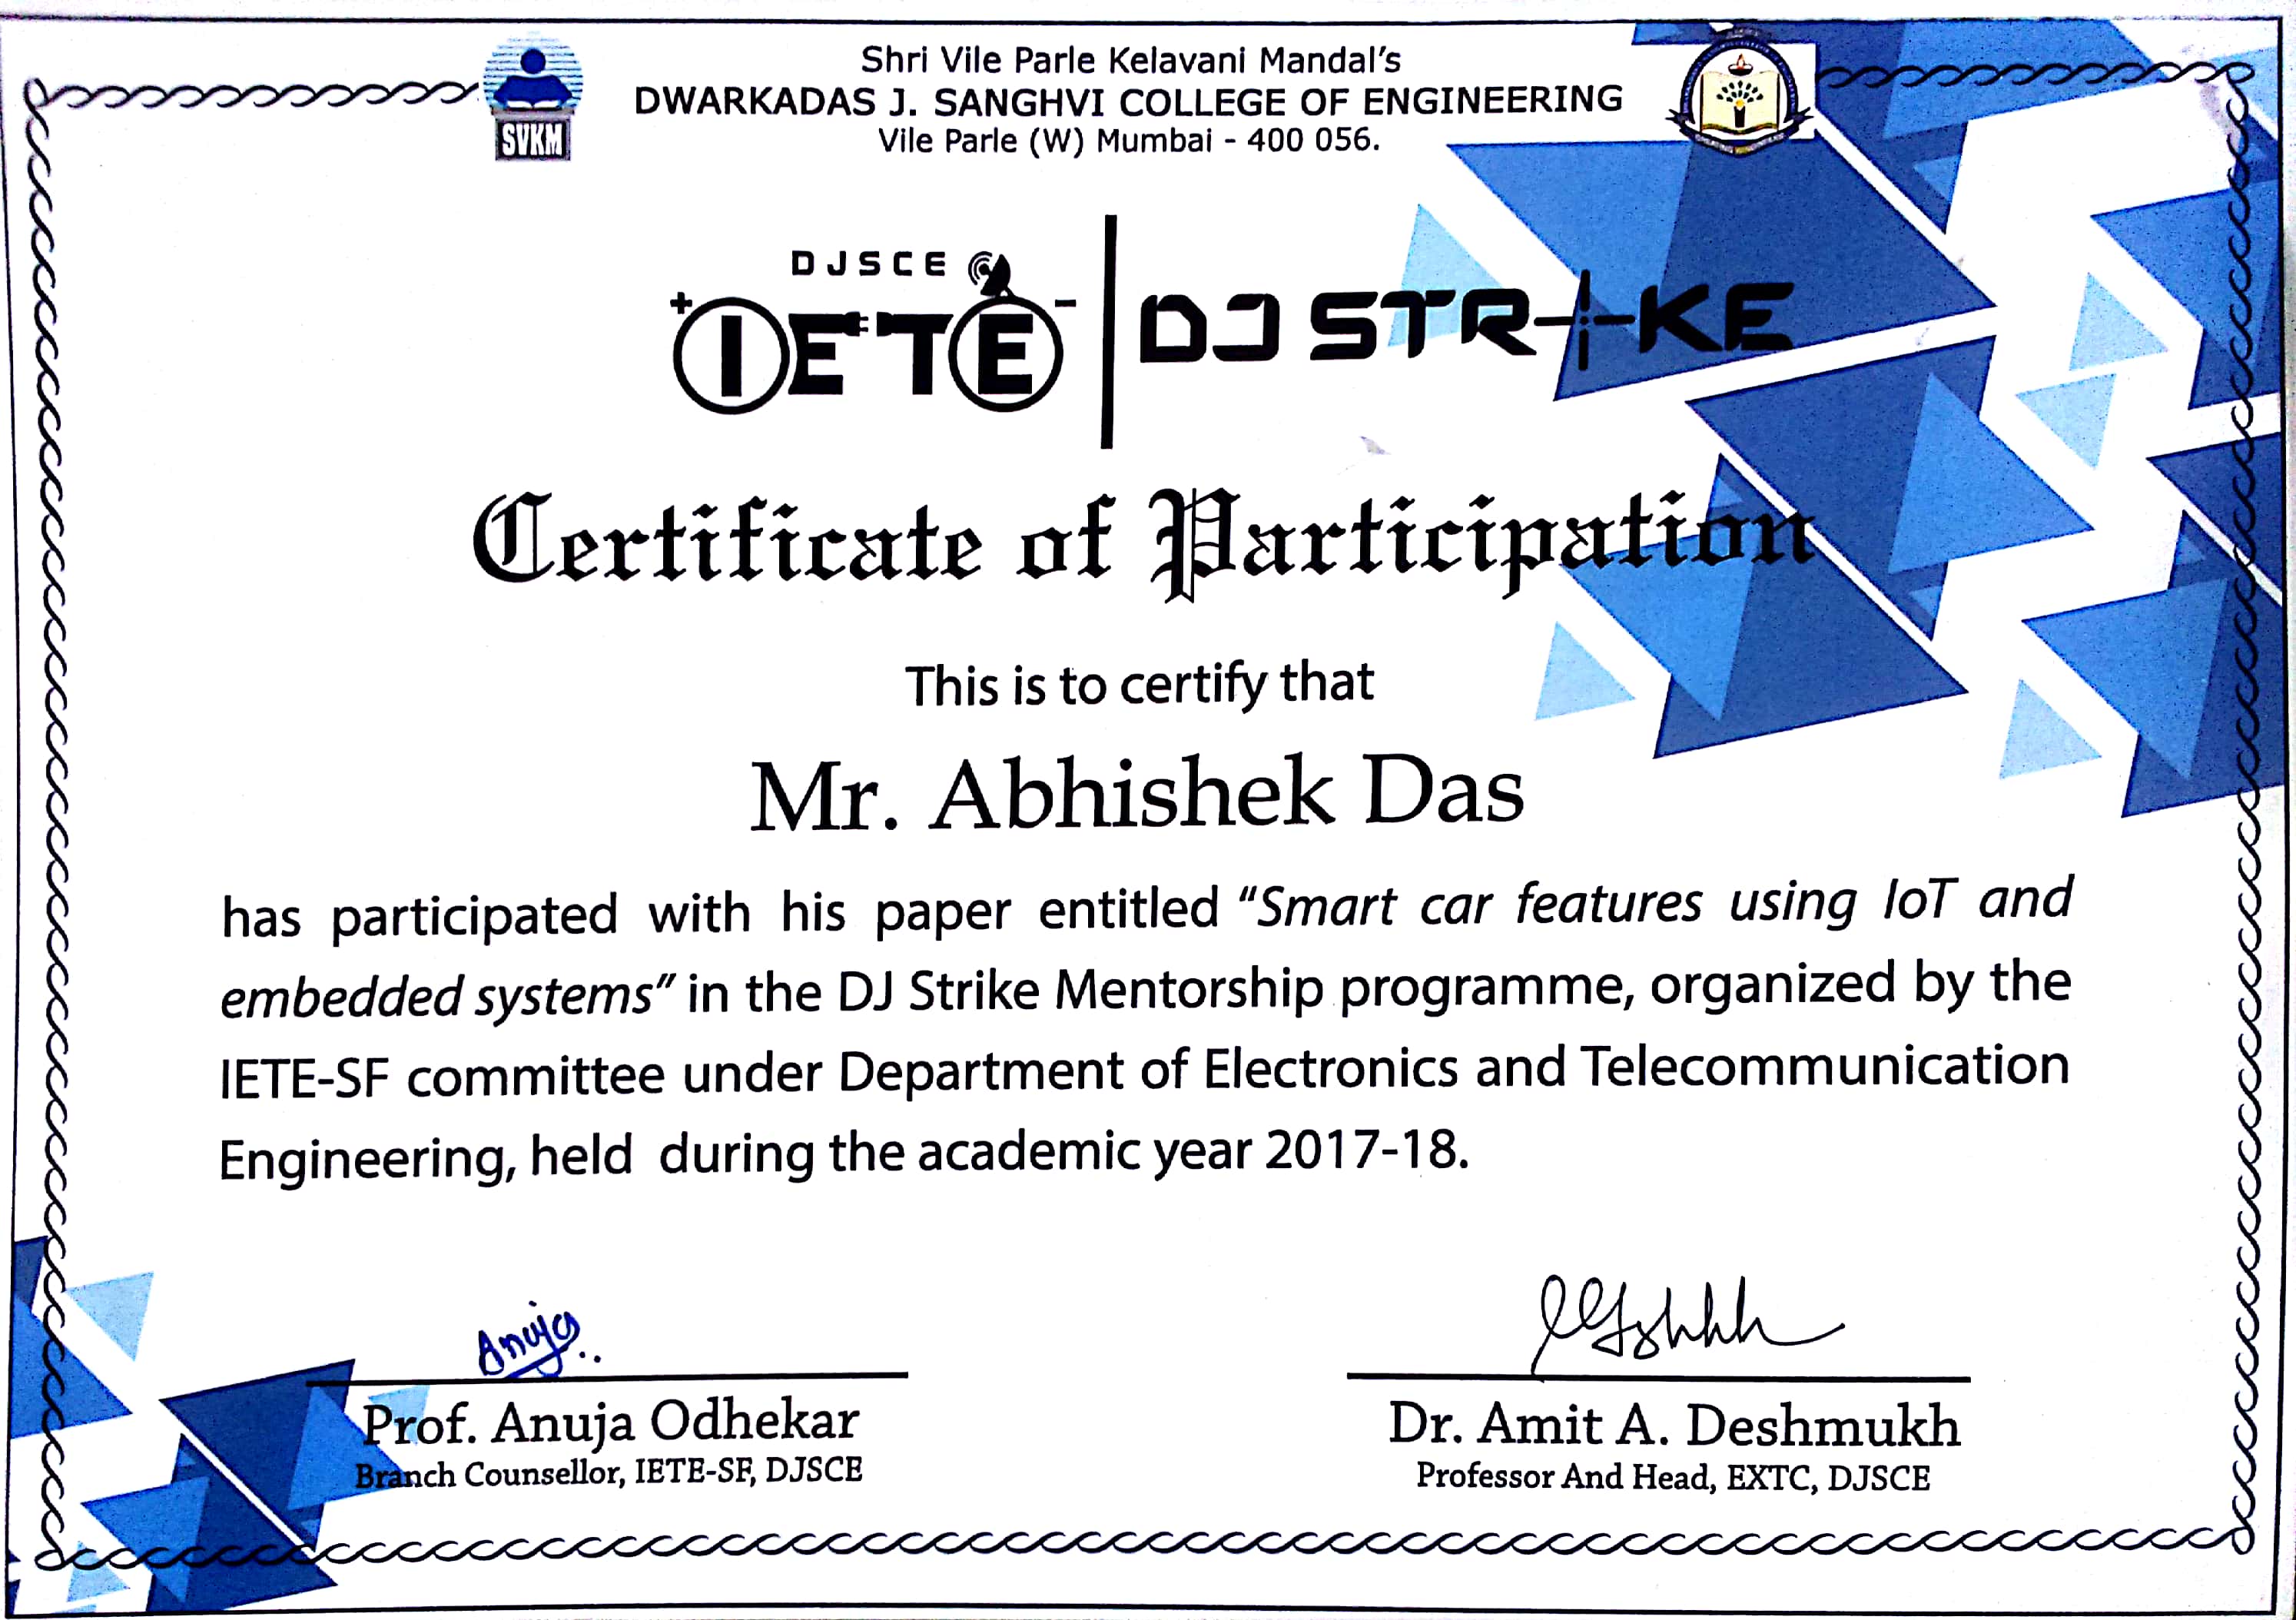 Shri Vile Parle Kelavani Mandal's
DWARKADAS J. SANGHVI COLLEGE OF ENGINEERING
Vile Parle (W) Mumbai - 400 056.
SVKM
DJSCE
IETE
DJ STRIKE
Certificate of Participation
This is to certify that
Mr. Abhishek Das
has participated with his paper entitled "Smart car features using IoT and
embedded systems" in the DJ Strike Mentorship programme, organized by the
IETE-SF committee under Department of Electronics and Telecommunication
Engineering, held during the academic year 2017-18.
Anuja
Prof. Anuja Odhekar
Branch Counsellor, IETE-SF, DJSCE
Dr. Amit A. Deshmukh
Professor And Head, EXTC, DJSCE